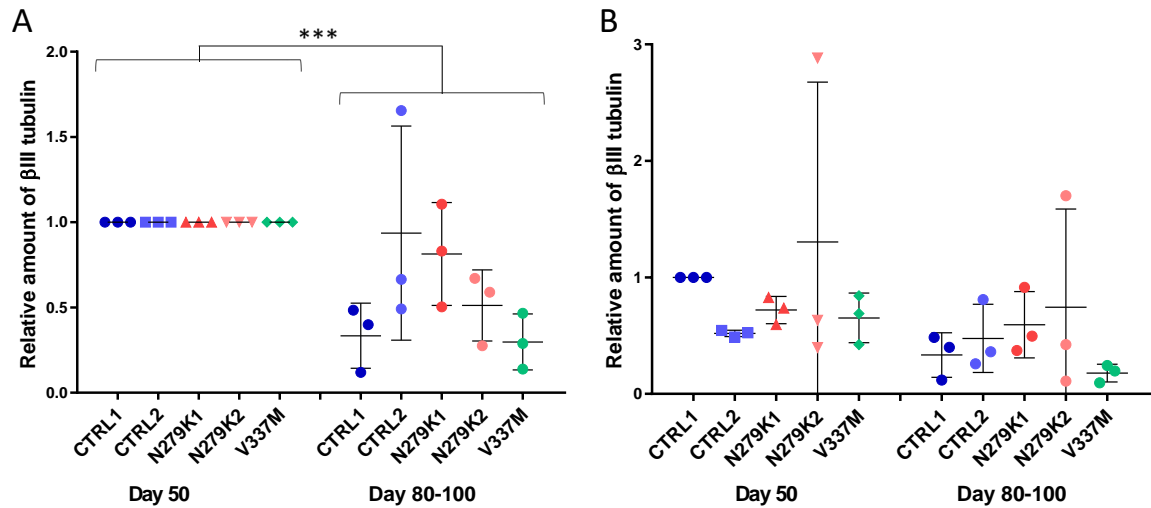 A
Relative amount of βIII tubulin
2.0
1.5
1.0
0.5
0.0
***
CTRL1
CTRL2
N279K1
N279K2
V337M
CTRL1
CTRL2
N279K1
N279K2
V337M
Day 50
Day 80-100
B
Relative amount of βIII tubulin
3
2
1
0
CTRL1
CTRL2
N279K1
N279K2
V337M
CTRL1
CTRL2
N279K1
N279K2
V337M
Day 50
Day 80-100